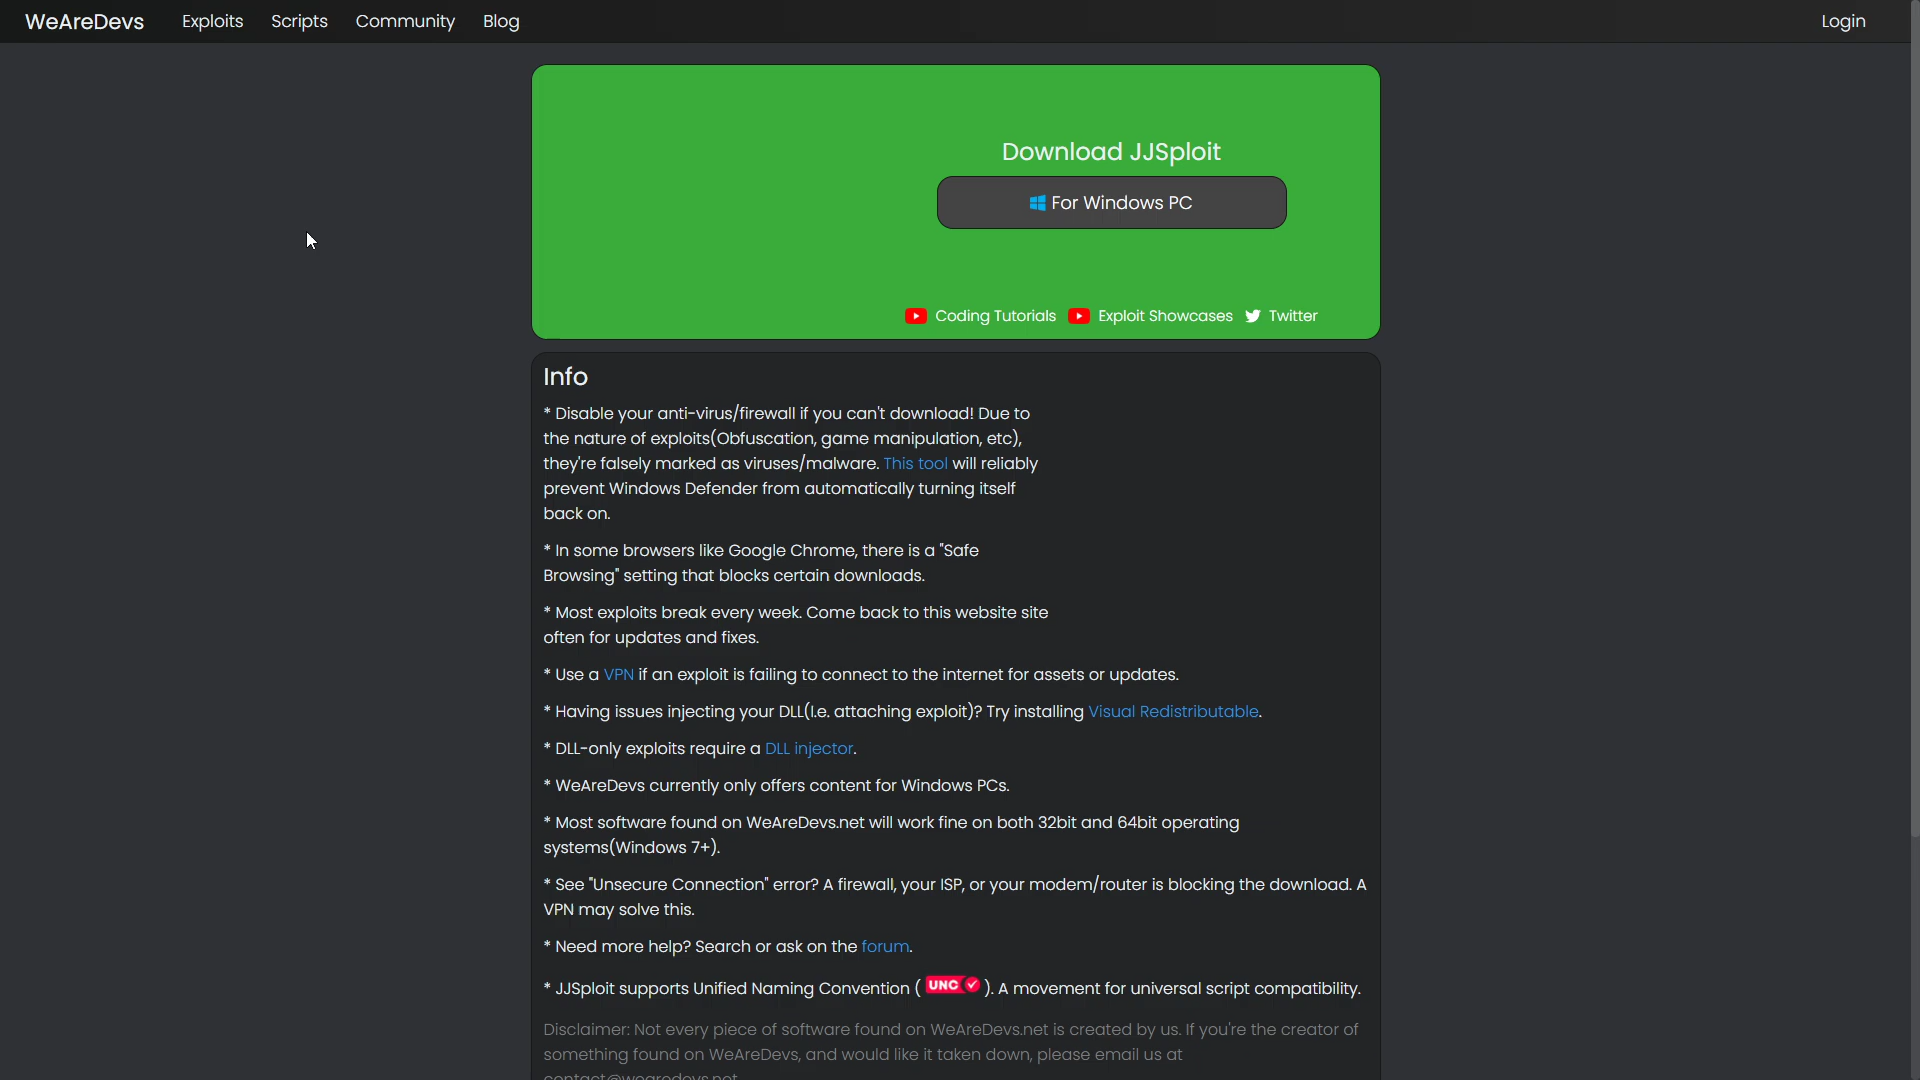 WeAreDevs Exploits Scripts Community Blog Login
Download JJSploit
For Windows PC
Coding Tutorials Exploit Showcases Twitter
Info
* Disable your anti-virus/firewall if you can't download! Due to
the nature of exploits(Obfuscation, game manipulation, etc),
they're falsely marked as viruses/malware. This tool will reliably
prevent Windows Defender from automatically turning itself
back on.
* In some browsers like Google Chrome, there is a "Safe
Browsing" setting that blocks certain downloads.
* Most exploits break every week. Come back to this website site
often for updates and fixes.
* Use a VPN if an exploit is failing to connect to the internet for assets or updates.
* Having issues injecting your DLL(I.e. attaching exploit)? Try installing Visual Redistributable.
* DLL-only exploits require a DLL injector.
* WeAreDevs currently only offers content for Windows PCs.
* Most software found on WeAreDevs.net will work fine on both 32bit and 64bit operating
systems(Windows 7+).
* See "Unsecure Connection" error? A firewall, your ISP, or your modem/router is blocking the download. A
VPN may solve this.
* Need more help? Search or ask on the forum.
* JJSploit supports Unified Naming Convention ( UNC ). A movement for universal script compatibility.
Disclaimer: Not every piece of software found on WeAreDevs.net is created by us. If you're the creator of
something found on WeAreDevs, and would like it taken down, please email us at
contact@wearedevs.net